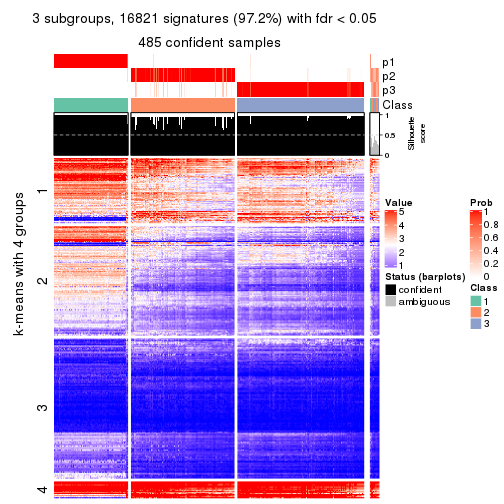 3 subgroups, 16821 signatures (97.2%) with fdr < 0.05
485 confident samples
p1
p2
p3
Class
1
0.5
0
Silhouette
score
k-means with 4 groups
1
2
3
4
Value
5
4
3
2
1
Status (barplots)
confident
ambiguous
Prob
1
0.8
0.6
0.4
0.2
0
Class
1
2
3